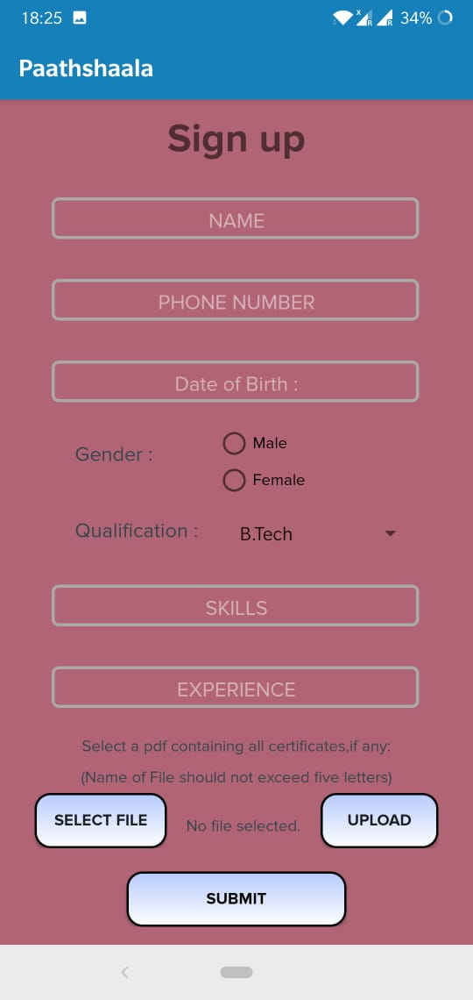 18:25
34%
Paathshaala
Sign up
NAME
PHONE NUMBER
Date of Birth :
Gender :
Male
Female
Qualification :
B.Tech
SKILLS
EXPERIENCE
Select a pdf containing all certificates,if any:
(Name of File should not exceed five letters)
SELECT FILE
No file selected.
UPLOAD
SUBMIT